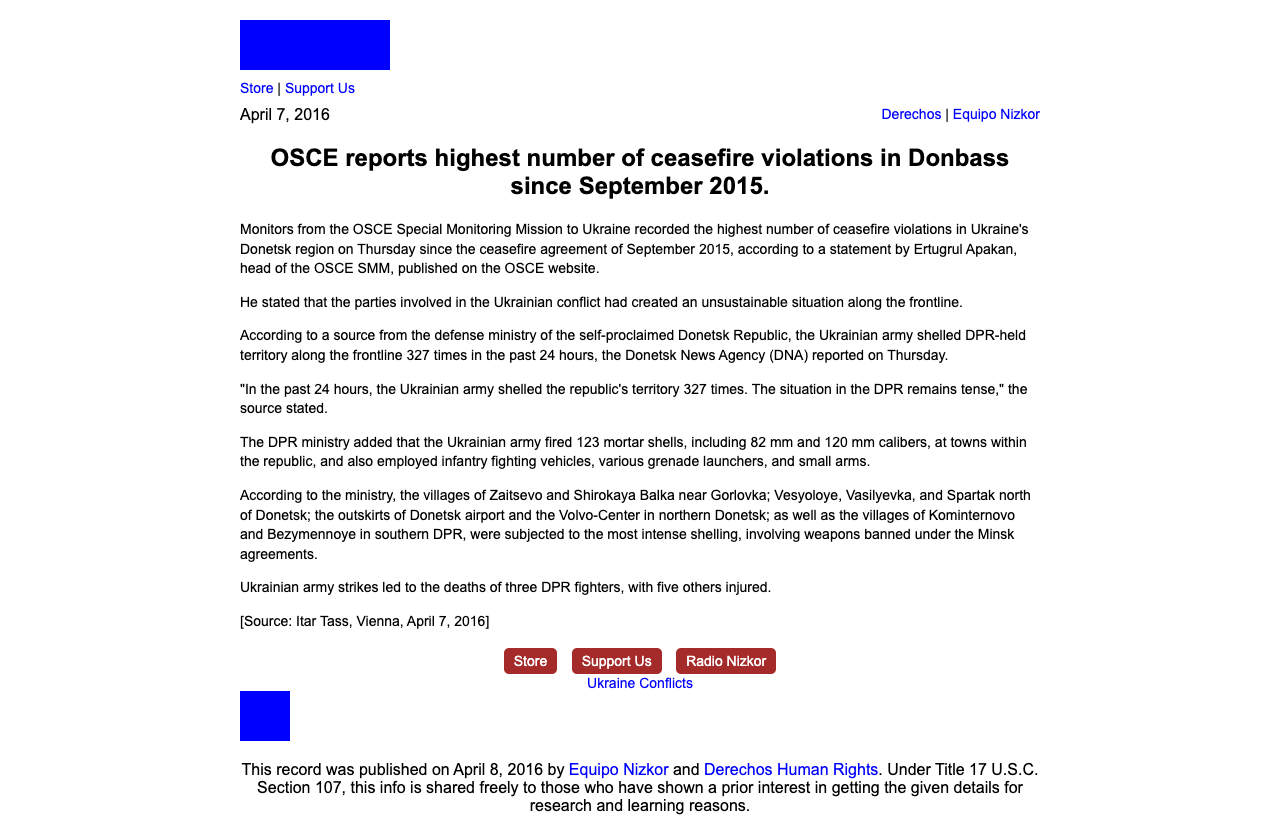 Store | Support Us
April 7, 2016
Derechos | Equipo Nizkor
OSCE reports highest number of ceasefire violations in Donbass
since September 2015.
Monitors from the OSCE Special Monitoring Mission to Ukraine recorded the highest number of ceasefire violations in Ukraine's
Donetsk region on Thursday since the ceasefire agreement of September 2015, according to a statement by Ertugrul Apakan,
head of the OSCE SMM, published on the OSCE website.
He stated that the parties involved in the Ukrainian conflict had created an unsustainable situation along the frontline.
According to a source from the defense ministry of the self-proclaimed Donetsk Republic, the Ukrainian army shelled DPR-held
territory along the frontline 327 times in the past 24 hours, the Donetsk News Agency (DNA) reported on Thursday.
"In the past 24 hours, the Ukrainian army shelled the republic's territory 327 times. The situation in the DPR remains tense," the
source stated.
The DPR ministry added that the Ukrainian army fired 123 mortar shells, including 82 mm and 120 mm calibers, at towns within
the republic, and also employed infantry fighting vehicles, various grenade launchers, and small arms.
According to the ministry, the villages of Zaitsevo and Shirokaya Balka near Gorlovka; Vesyoloye, Vasilyevka, and Spartak north
of Donetsk; the outskirts of Donetsk airport and the Volvo-Center in northern Donetsk; as well as the villages of Kominternovo
and Bezymennoye in southern DPR, were subjected to the most intense shelling, involving weapons banned under the Minsk
agreements.
Ukrainian army strikes led to the deaths of three DPR fighters, with five others injured.
[Source: Itar Tass, Vienna, April 7, 2016]
Store Support Us Radio Nizkor
Ukraine Conflicts
This record was published on April 8, 2016 by Equipo Nizkor and Derechos Human Rights. Under Title 17 U.S.C.
Section 107, this info is shared freely to those who have shown a prior interest in getting the given details for
research and learning reasons.